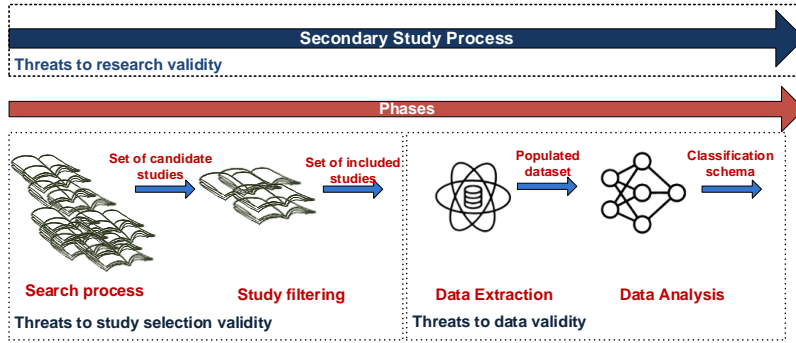 Secondary Study Process
Threats to research validity
Phases
Set of candidate
studies
Set of included
studies
Populated
dataset
Classification
schema
Search process
Study filtering
Data Extraction
Data Analysis
Threats to study selection validity
Threats to data validity